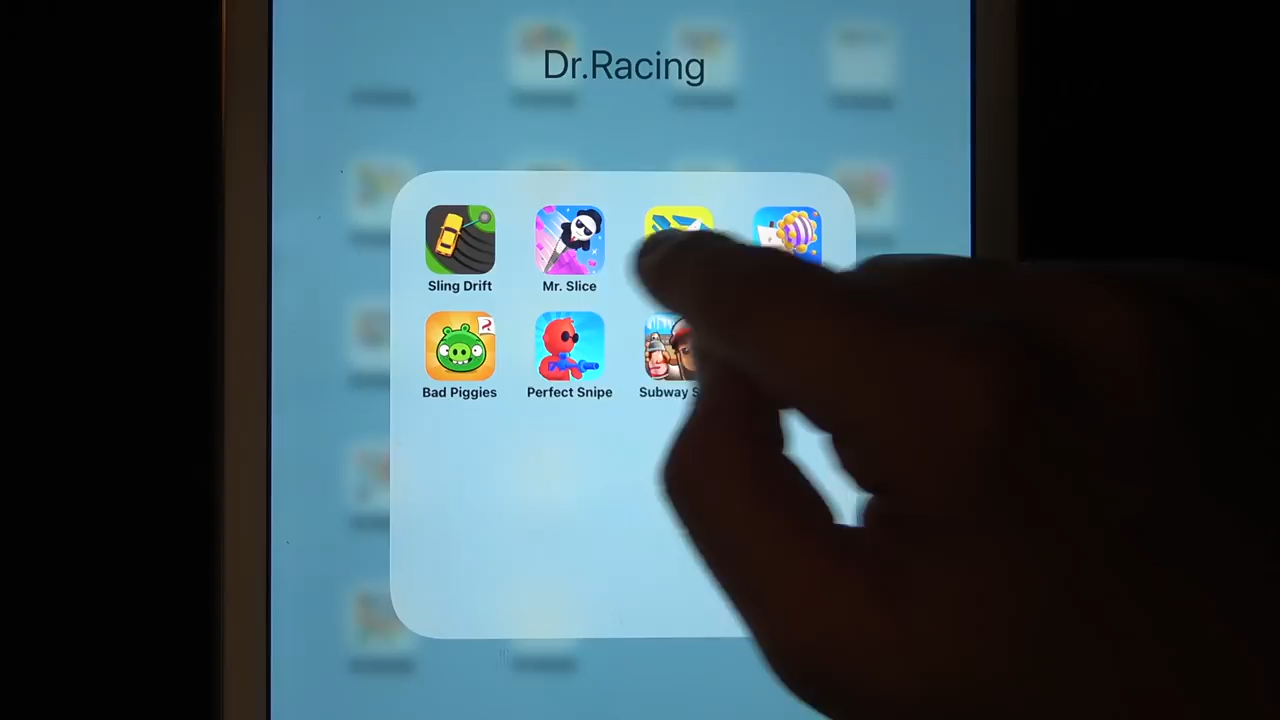 Dr.Racing
Sling Drift
Mr. Slice
Bad Piggies
Perfect Snipe
Subway